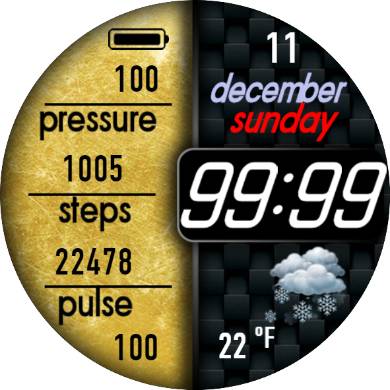 100
pressure
1005
steps
22478
pulse
100
11
december
sunday
99:99
22 °F